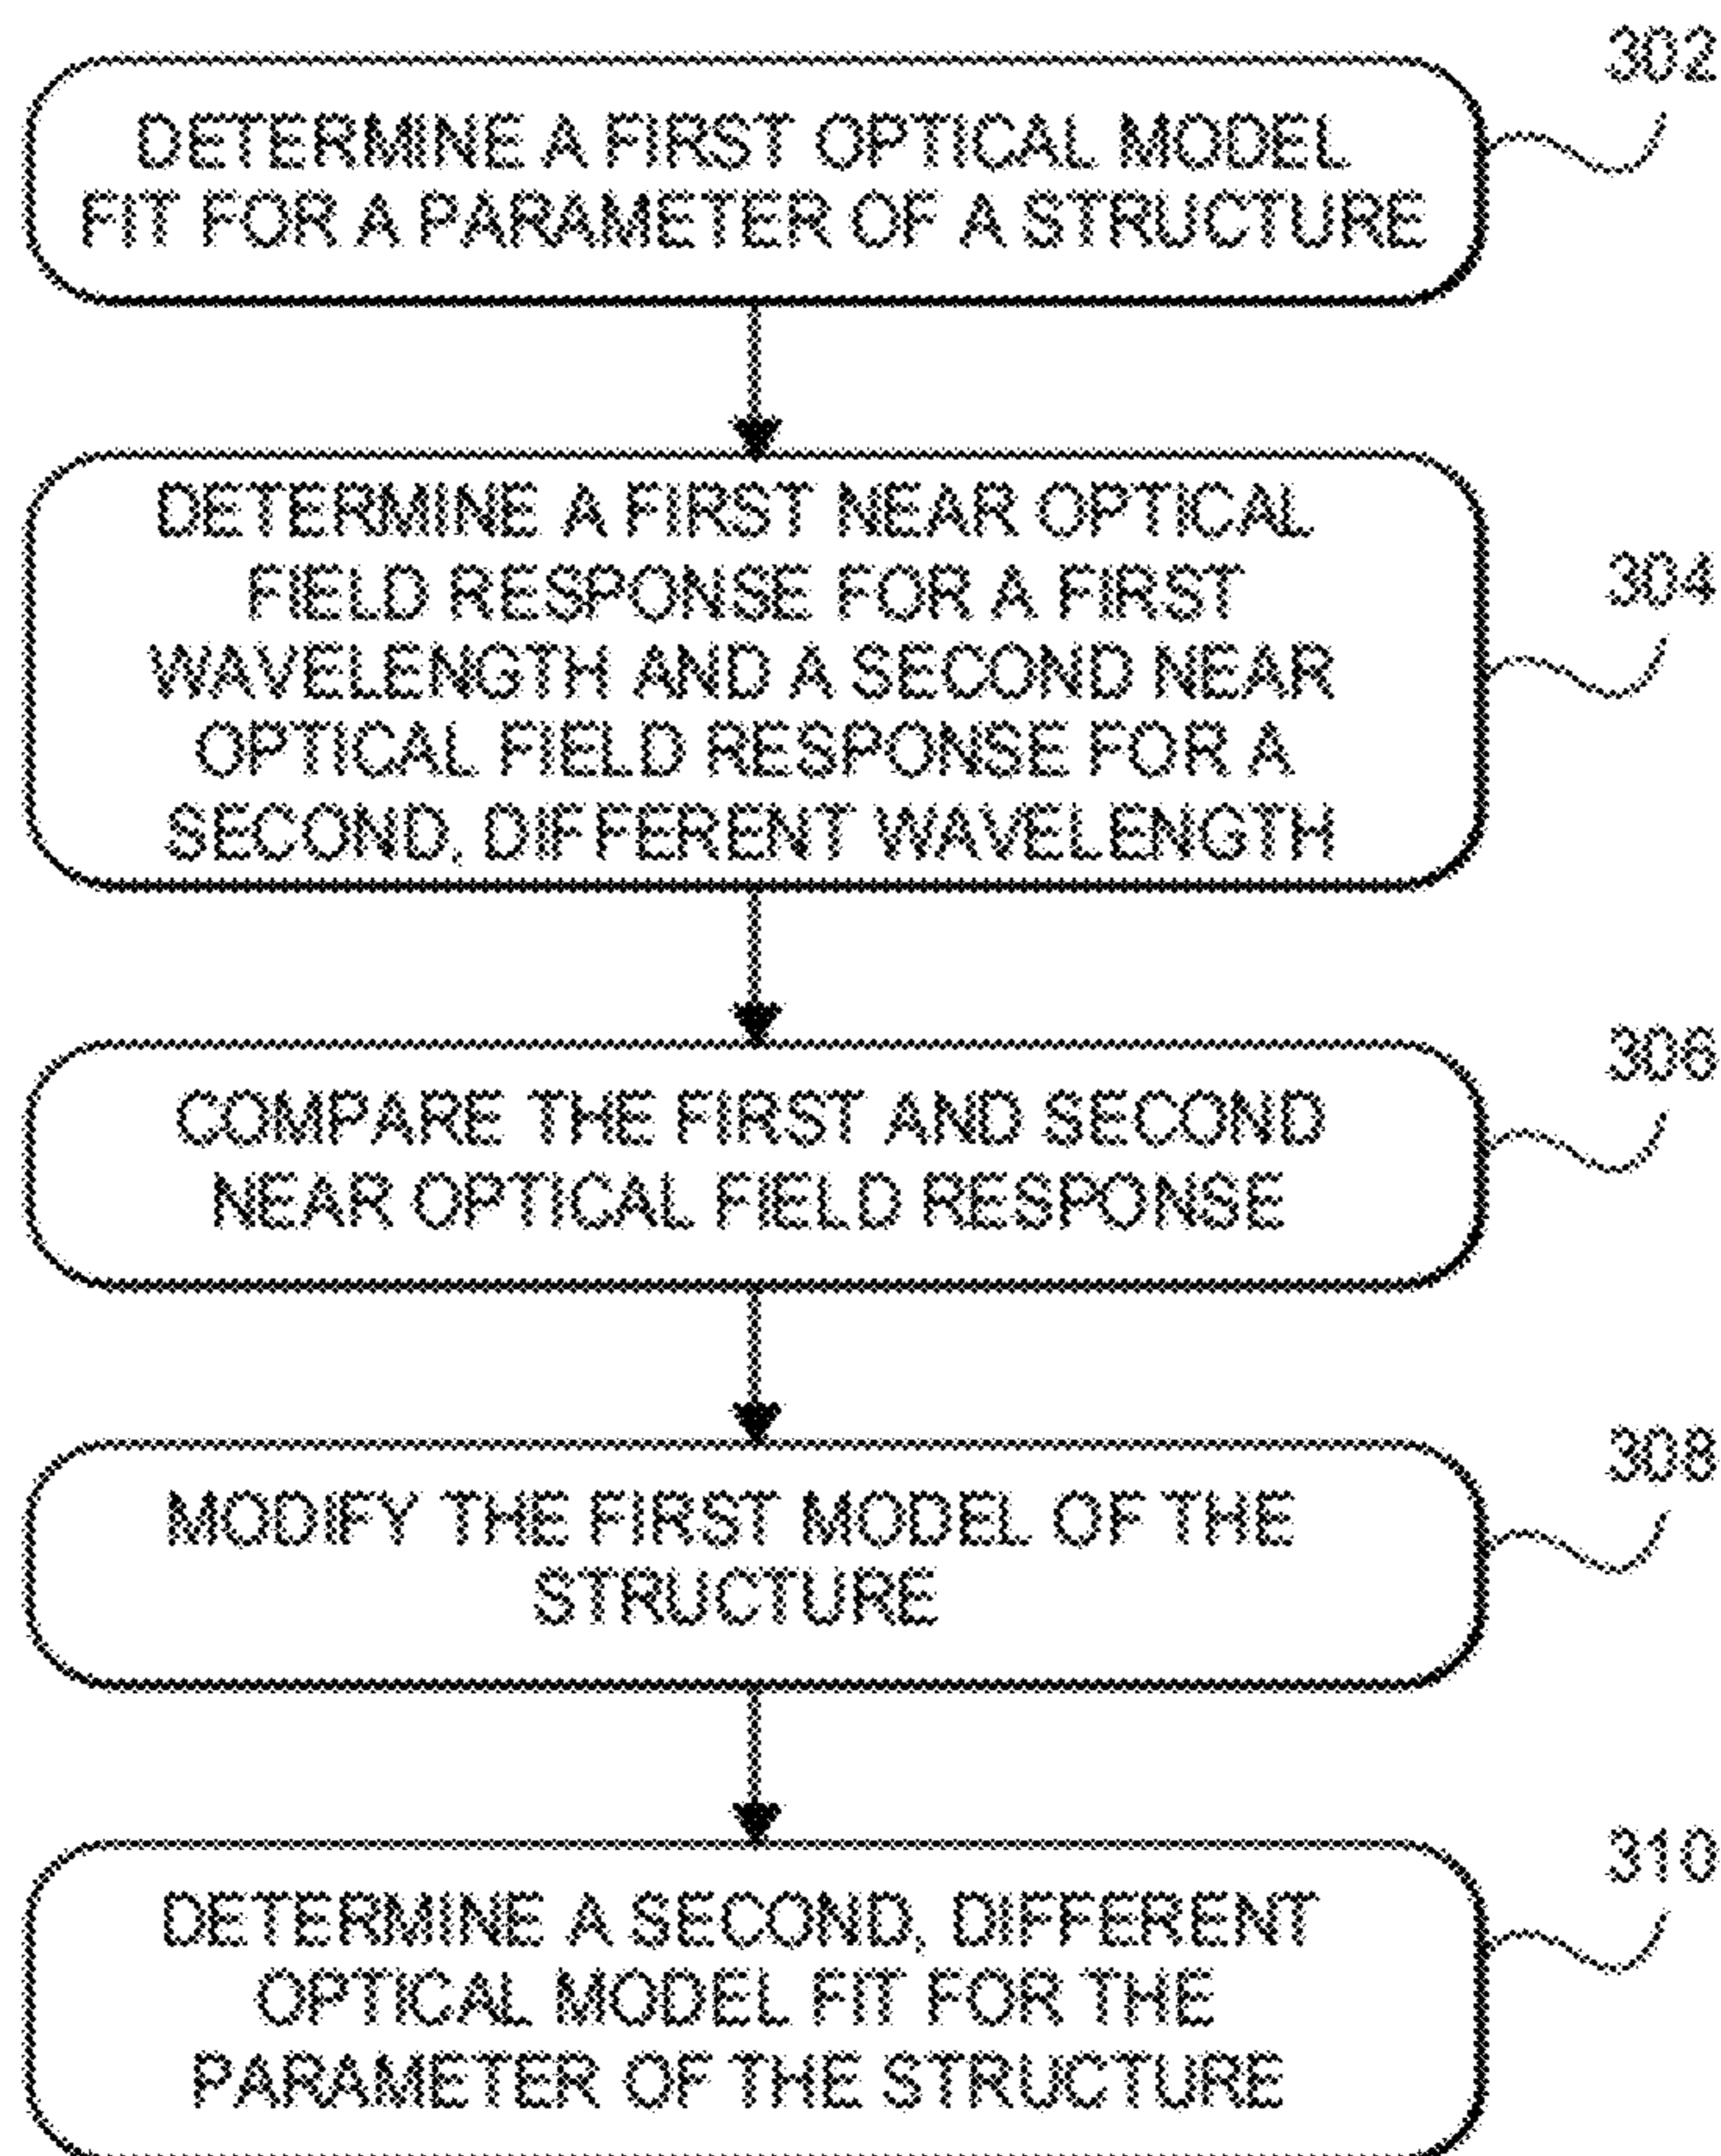 302
DETERMINE A FIRST OPTICAL MODEL
FIT FOR A PARAMETER OF A STRUCTURE
DETERMINE A FIRST NEAR OPTICAL
FIELD RESPONSE FOR A FIRST
304
WAVELENGTH AND A SECOND NEAR
OPTICAL FIELD RESPONSE FOR A
SECOND, DIFFERENT WAVELENGTH
306
COMPARE THE FIRST AND SECOND
NEAR OPTICAL FIELD RESPONSE
308
MODIFY THE FIRST MODEL OF THE
STRUCTURE
310
DETERMINE A SECOND, DIFFERENT
OPTICAL MODEL FIT FOR THE
PARAMETER OF THE STRUCTURE